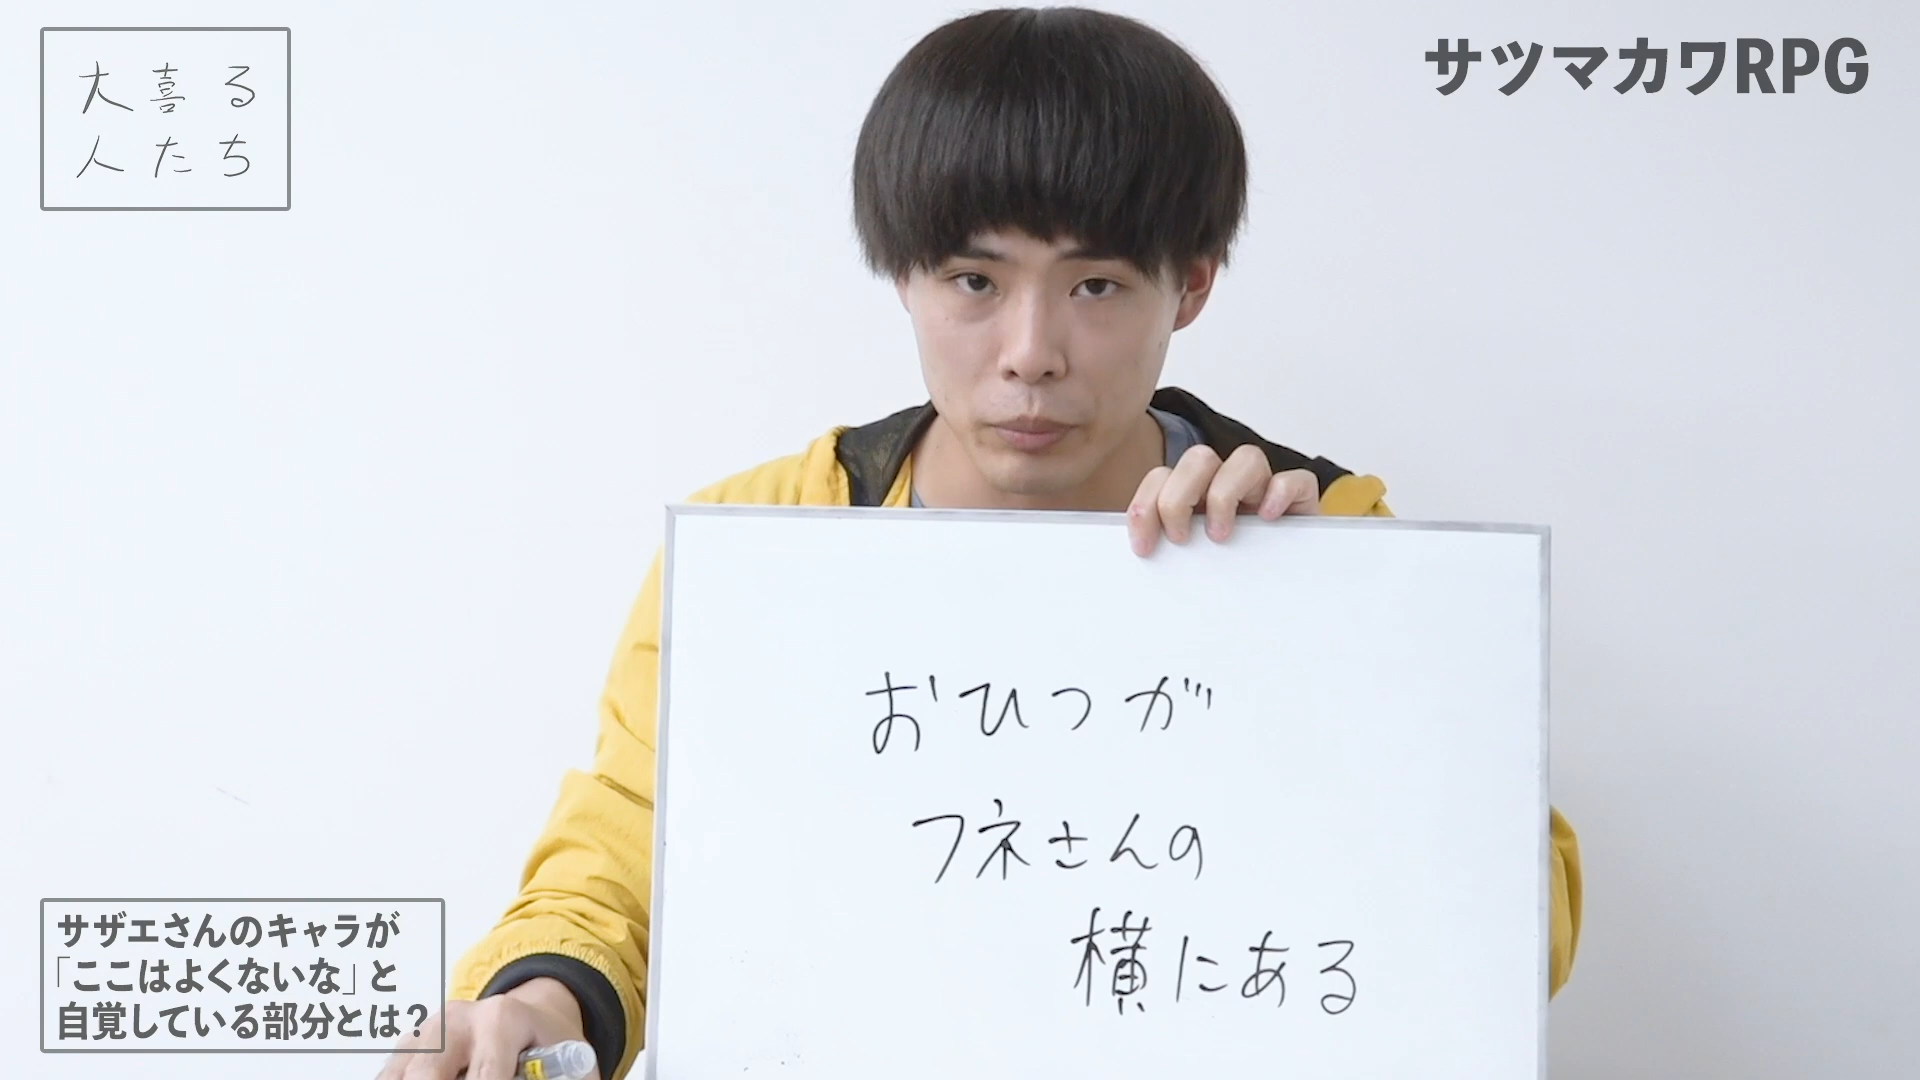 大喜る
人たち
サツマカワRPG
おひつが
フネさんの
横にある
サザエさんのキャラが
「ここはよくないな」と
自覚している部分とは？